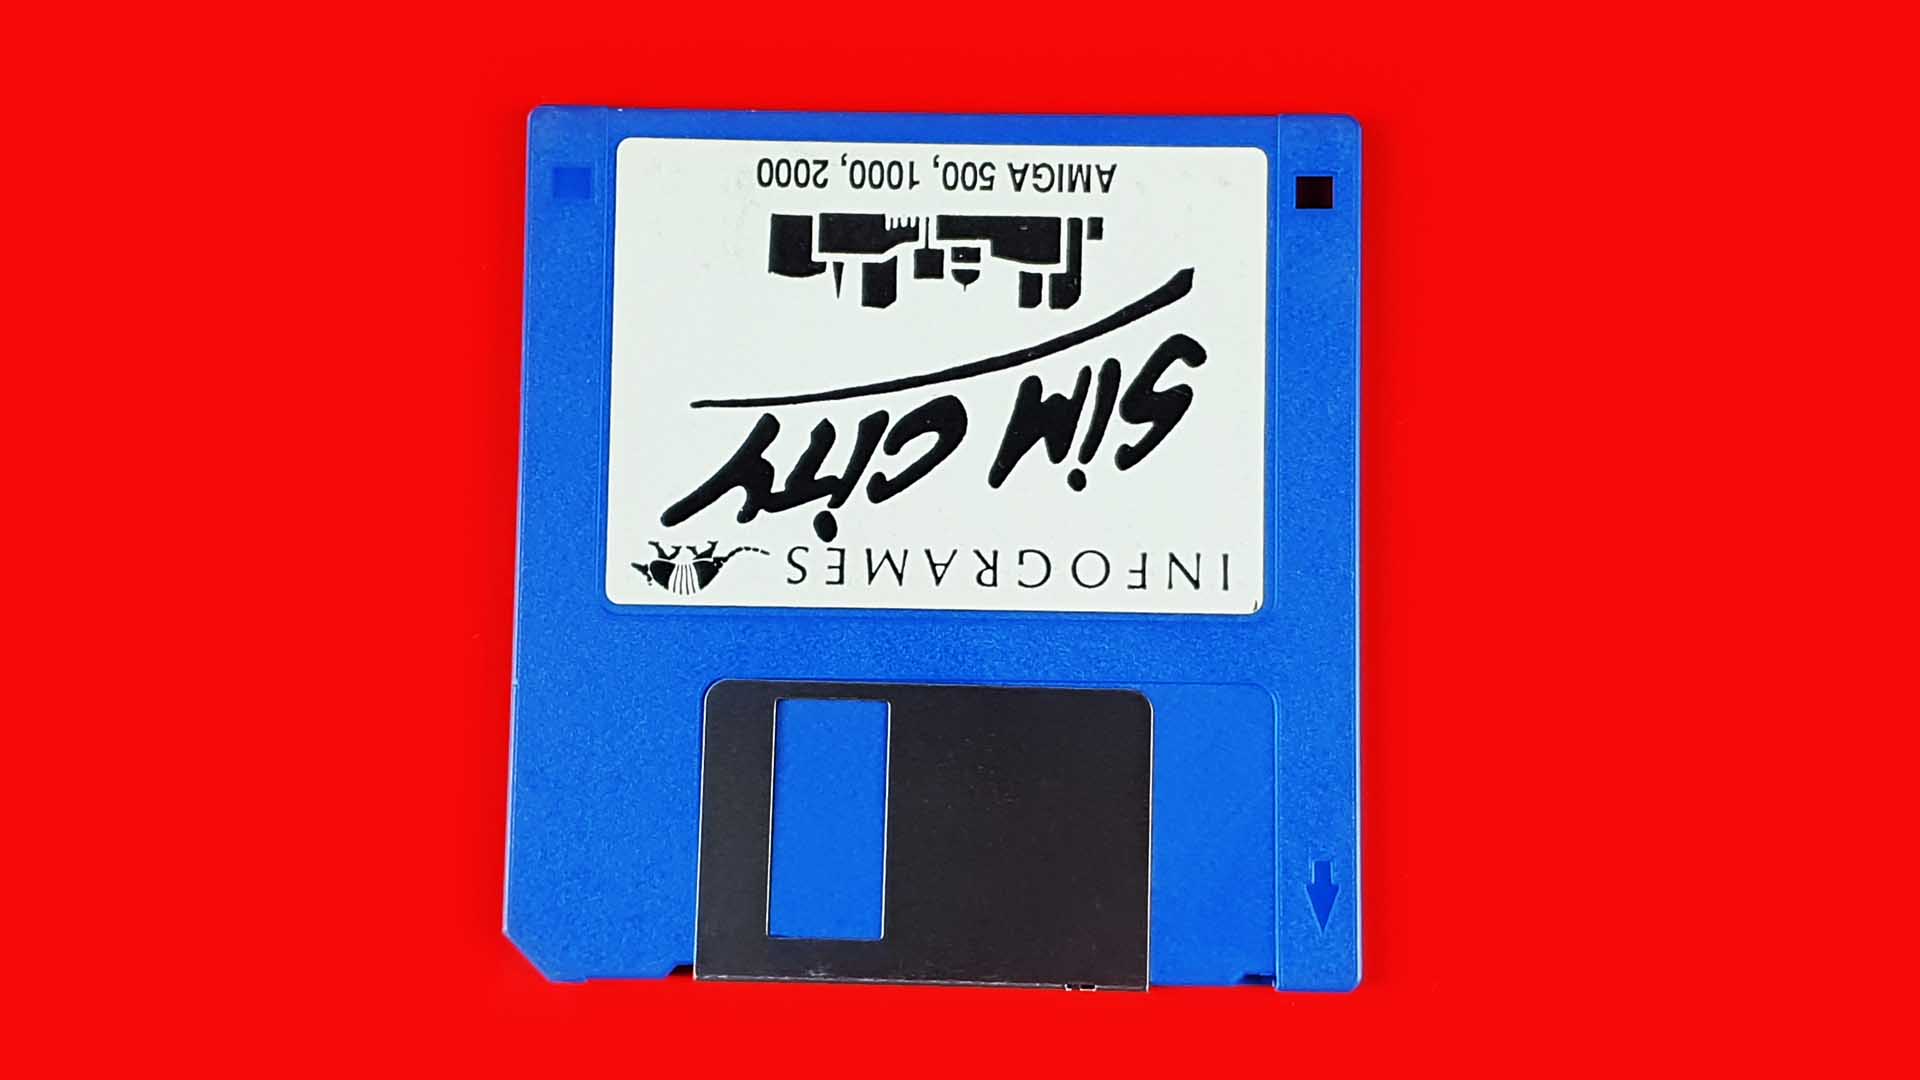 INFOGRAMES
SiM CiTY
AMIGA 500, 1000, 2000